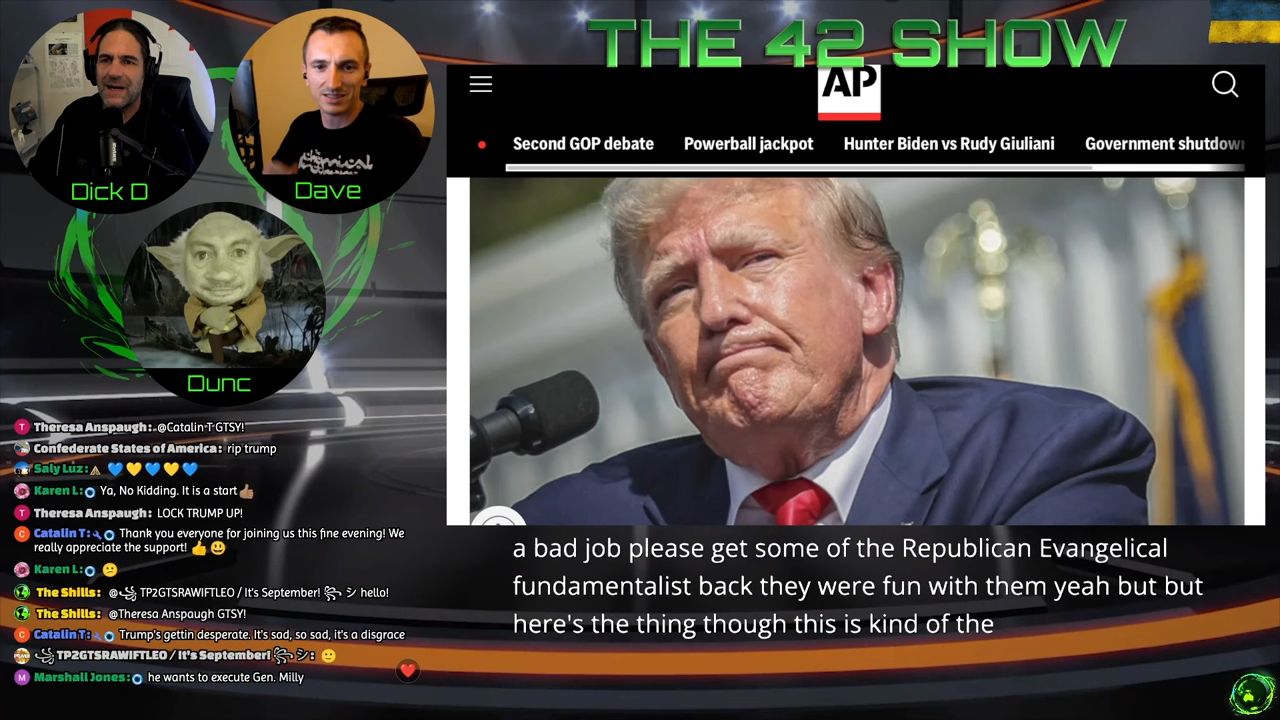 THE 42 SHOW
AP
Second GOP debate
Powerball jackpot
Hunter Biden vs Rudy Giuliani
Government shutdown
Dick D
Dave
Dunc
Theresa Anspaugh: @Catalin T GTSY!
Confederate States of America: rip trump
Saly Luz: 💙 💛 💙 💛 💙
Karen L: Ya, No Kidding. It is a start 👍🏽
Theresa Anspaugh: LOCK TRUMP UP!
Catalin T: Thank you everyone for joining us this fine evening! We
really appreciate the support! 👍 😃
Karen L: 😕
The Shills: @꧁ TP2GTSRAWIFTLEO / It's September! ꧂ シ hello!
The Shills: @Theresa Anspaugh GTSY!
Catalin T: Trump's gettin desperate. It's sad, so sad, it's a disgrace
꧁ TP2GTSRAWIFTLEO / It's September! ꧂ シ: 🙂
Marshall Jones: he wants to execute Gen. Milly
a bad job please get some of the Republican Evangelical
fundamentalist back they were fun with them yeah but but
here's the thing though this is kind of the